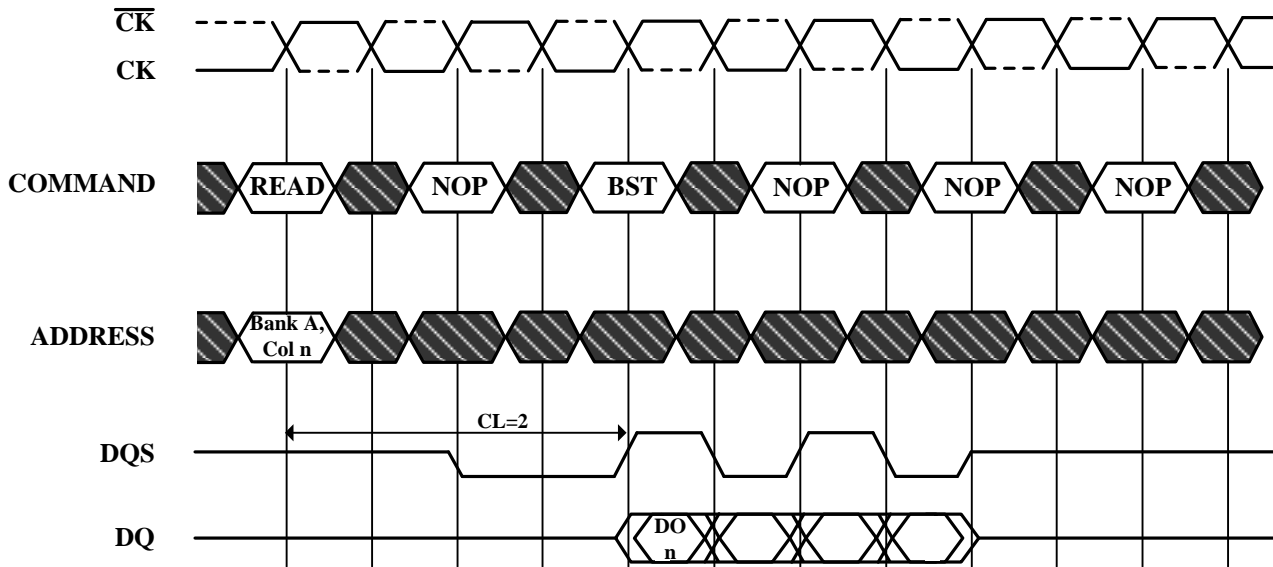 CK
CK
COMMAND
READ NOP BST NOP NOP NOP
ADDRESS
Bank A,
Col n
CL=2
DQS
DQ
DO
n